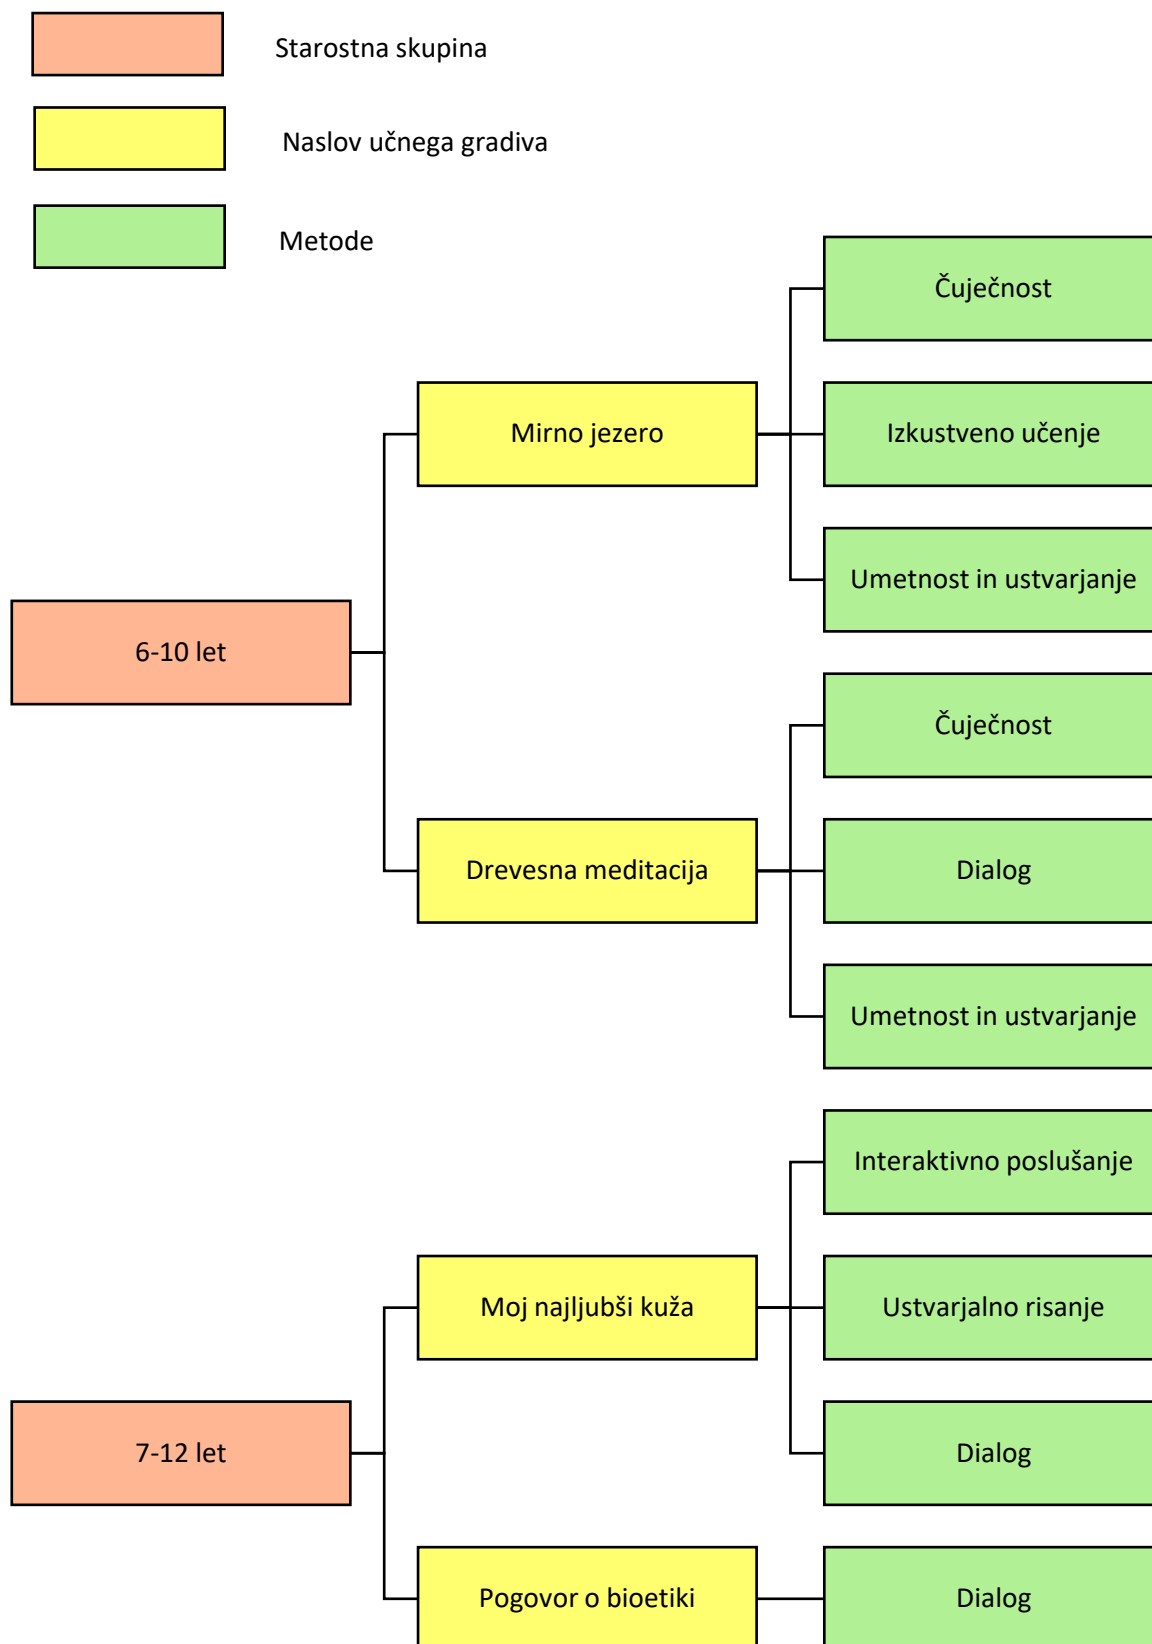 Starostna skupina
Naslov učnega gradiva
Metode
6-10 let
Mirno jezero
Čuječnost
Izkustveno učenje
Umetnost in ustvarjanje
Drevesna meditacija
Čuječnost
Dialog
Umetnost in ustvarjanje
7-12 let
Moj najljubši kuža
Interaktivno poslušanje
Ustvarjalno risanje
Dialog
Pogovor o bioetiki
Dialog